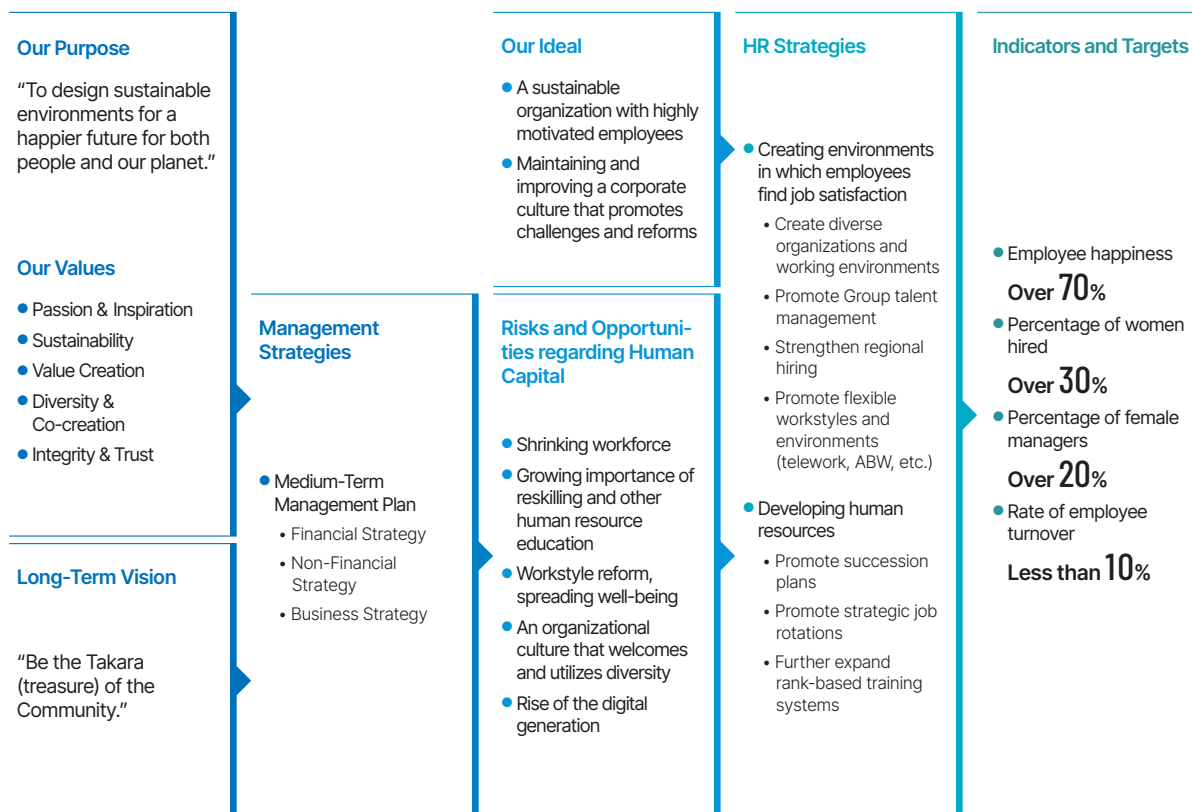 Our Purpose
“To design sustainable
environments for a
happier future for both
people and our planet.”
Our Values
• Passion & Inspiration
• Sustainability
• Value Creation
• Diversity &
Co-creation
• Integrity & Trust
Long-Term Vision
“Be the Takara
(treasure) of the
Community.”
Management
Strategies
• Medium-Term
Management Plan
• Financial Strategy
• Non-Financial
Strategy
• Business Strategy
Our Ideal
• A sustainable
organization with highly
motivated employees
• Maintaining and
improving a corporate
culture that promotes
challenges and reforms
Risks and Opportuni-
ties regarding Human
Capital
• Shrinking workforce
• Growing importance of
reskilling and other
human resource
education
• Workstyle reform,
spreading well-being
• An organizational
culture that welcomes
and utilizes diversity
• Rise of the digital
generation
HR Strategies
• Creating environments
in which employees
find job satisfaction
• Create diverse
organizations and
working environments
• Promote Group talent
management
• Strengthen regional
hiring
• Promote flexible
workstyles and
environments
(telework, ABW, etc.)
• Developing human
resources
• Promote succession
plans
• Promote strategic job
rotations
• Further expand
rank-based training
systems
Indicators and Targets
• Employee happiness
Over 70%
• Percentage of women
hired
Over 30%
• Percentage of female
managers
Over 20%
• Rate of employee
turnover
Less than 10%